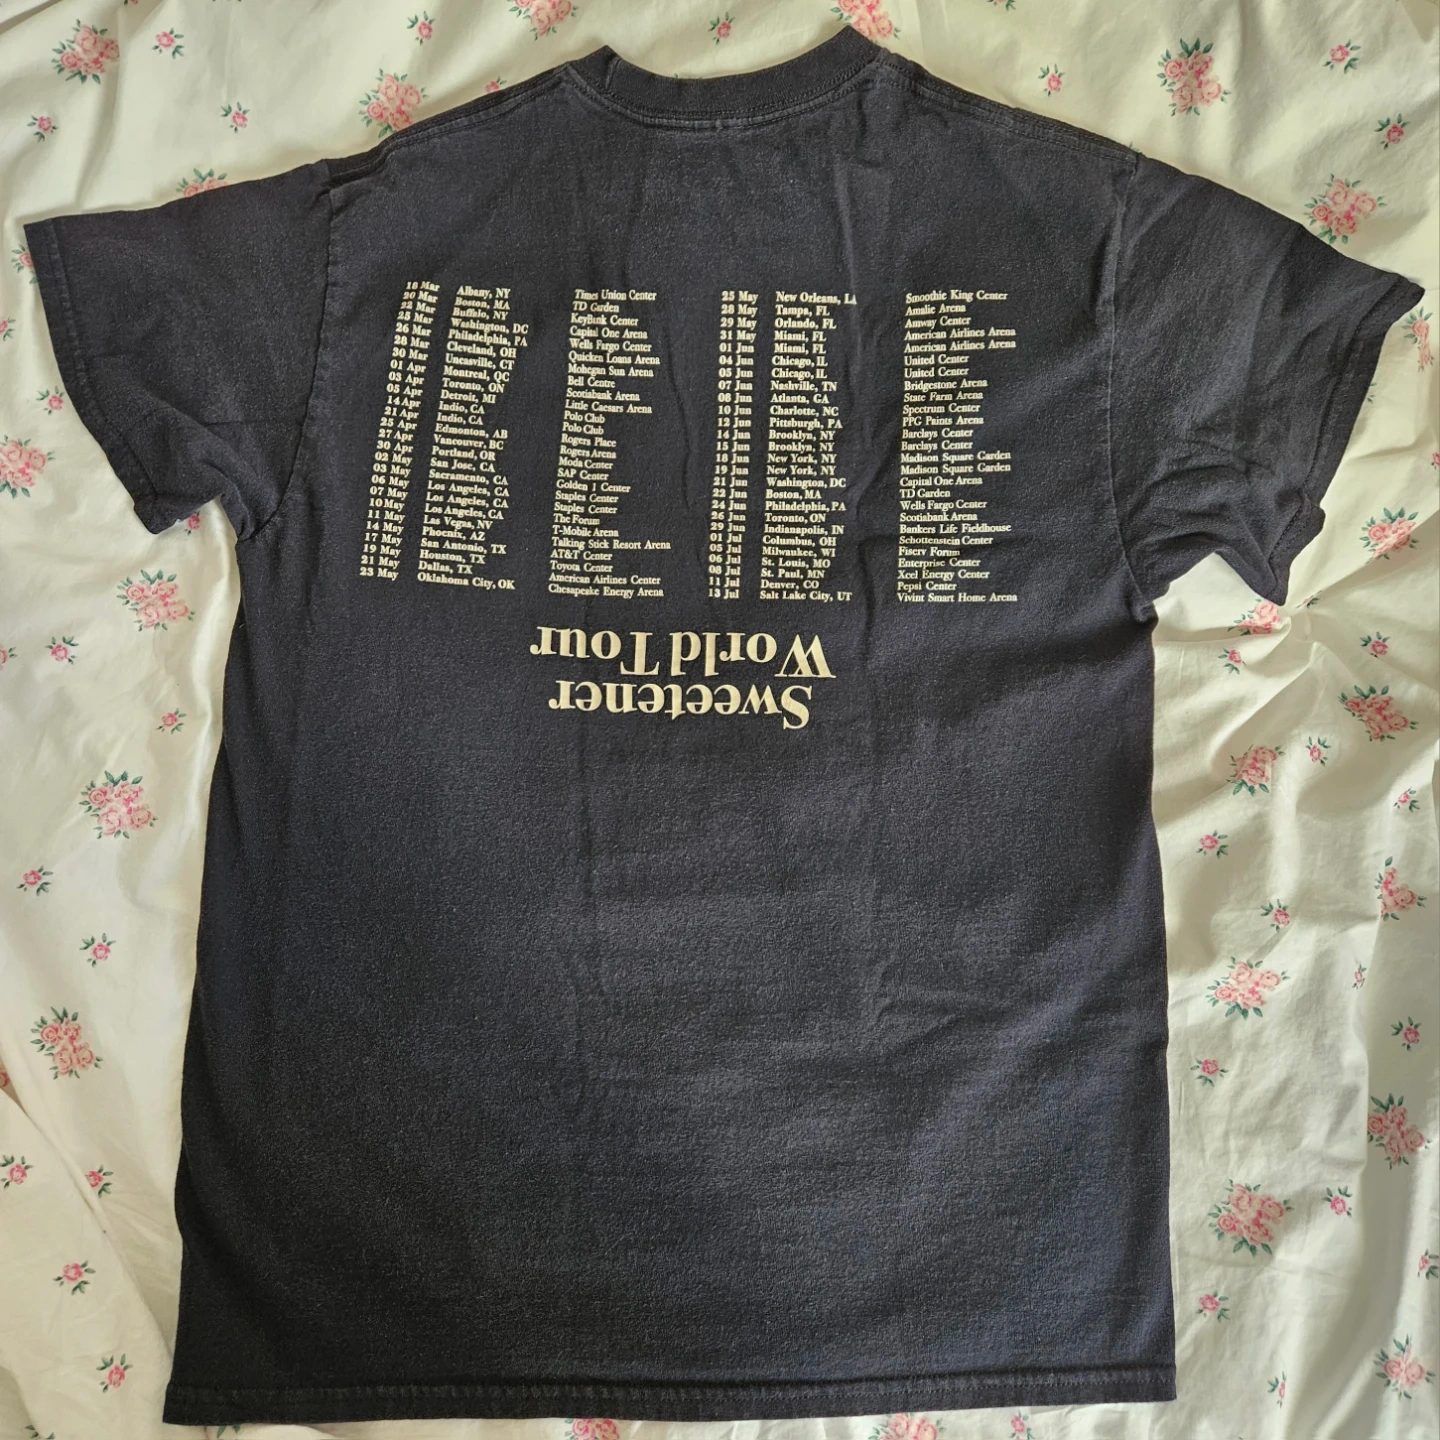 18 Mar Albany, NY Times Union Center
20 Mar Boston, MA TD Garden
22 Mar Buffalo, NY KeyBank Center
25 Mar Washington, DC Capital One Arena
26 Mar Philadelphia, PA Wells Fargo Center
28 Mar Cleveland, OH Quicken Loans Arena
30 Mar Uncasville, CT Mohegan Sun Arena
01 Apr Montreal, QC Bell Centre
03 Apr Toronto, ON Scotiabank Arena
05 Apr Detroit, MI Little Caesars Arena
14 Apr Indio, CA Polo Club
21 Apr Indio, CA Polo Club
25 Apr Edmonton, AB Rogers Place
27 Apr Vancouver, BC Rogers Arena
30 Apr Portland, OR Moda Center
02 May San Jose, CA SAP Center
03 May Sacramento, CA Golden 1 Center
06 May Los Angeles, CA Staples Center
07 May Los Angeles, CA Staples Center
10 May Los Angeles, CA The Forum
11 May Las Vegas, NV T-Mobile Arena
14 May Phoenix, AZ Talking Stick Resort Arena
17 May San Antonio, TX AT&T Center
19 May Houston, TX Toyota Center
21 May Dallas, TX American Airlines Center
23 May Oklahoma City, OK Chesapeake Energy Arena
25 May New Orleans, LA Smoothie King Center
28 May Tampa, FL Amalie Arena
29 May Orlando, FL Amway Center
31 May Miami, FL American Airlines Arena
01 Jun Miami, FL American Airlines Arena
04 Jun Chicago, IL United Center
05 Jun Chicago, IL United Center
07 Jun Nashville, TN Bridgestone Arena
08 Jun Atlanta, GA State Farm Arena
10 Jun Charlotte, NC Spectrum Center
12 Jun Pittsburgh, PA PPG Paints Arena
14 Jun Brooklyn, NY Barclays Center
15 Jun Brooklyn, NY Barclays Center
18 Jun New York, NY Madison Square Garden
19 Jun New York, NY Madison Square Garden
21 Jun Washington, DC Capital One Arena
22 Jun Boston, MA TD Garden
24 Jun Philadelphia, PA Wells Fargo Center
26 Jun Toronto, ON Scotiabank Arena
29 Jun Indianapolis, IN Bankers Life Fieldhouse
01 Jul Columbus, OH Schottenstein Center
05 Jul Milwaukee, WI Fiserv Forum
06 Jul St. Louis, MO Enterprise Center
08 Jul St. Paul, MN Xcel Energy Center
11 Jul Denver, CO Pepsi Center
13 Jul Salt Lake City, UT Vivint Smart Home Arena
Sweetener
World Tour